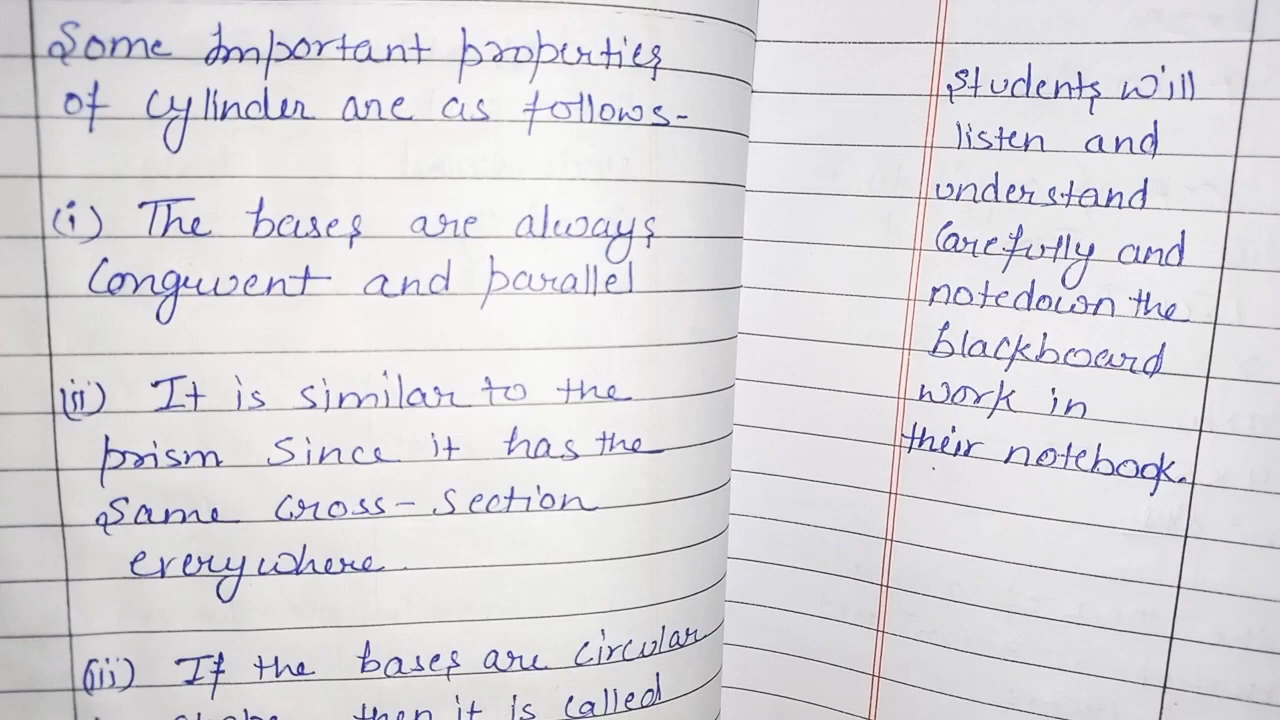 Some Important properties
of cylinder are as follows-
(i) The bases are always
Congruent and parallel
(ii) It is similar to the
prism Since it has the
Same cross-section
everywhere.
(iii) If the bases are circular
then it is called
Students will
listen and
understand
Carefully and
notedown the
blackboard
work in
their notebook.